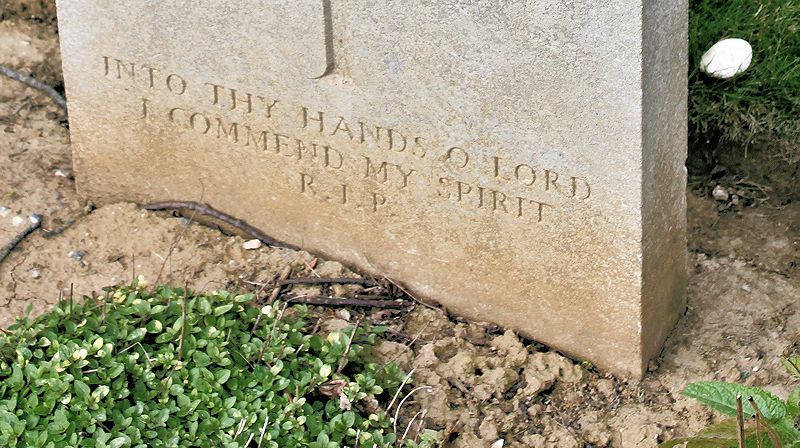 INTO THY HANDS O LORD
I COMMEND MY SPIRIT
R.I.P.